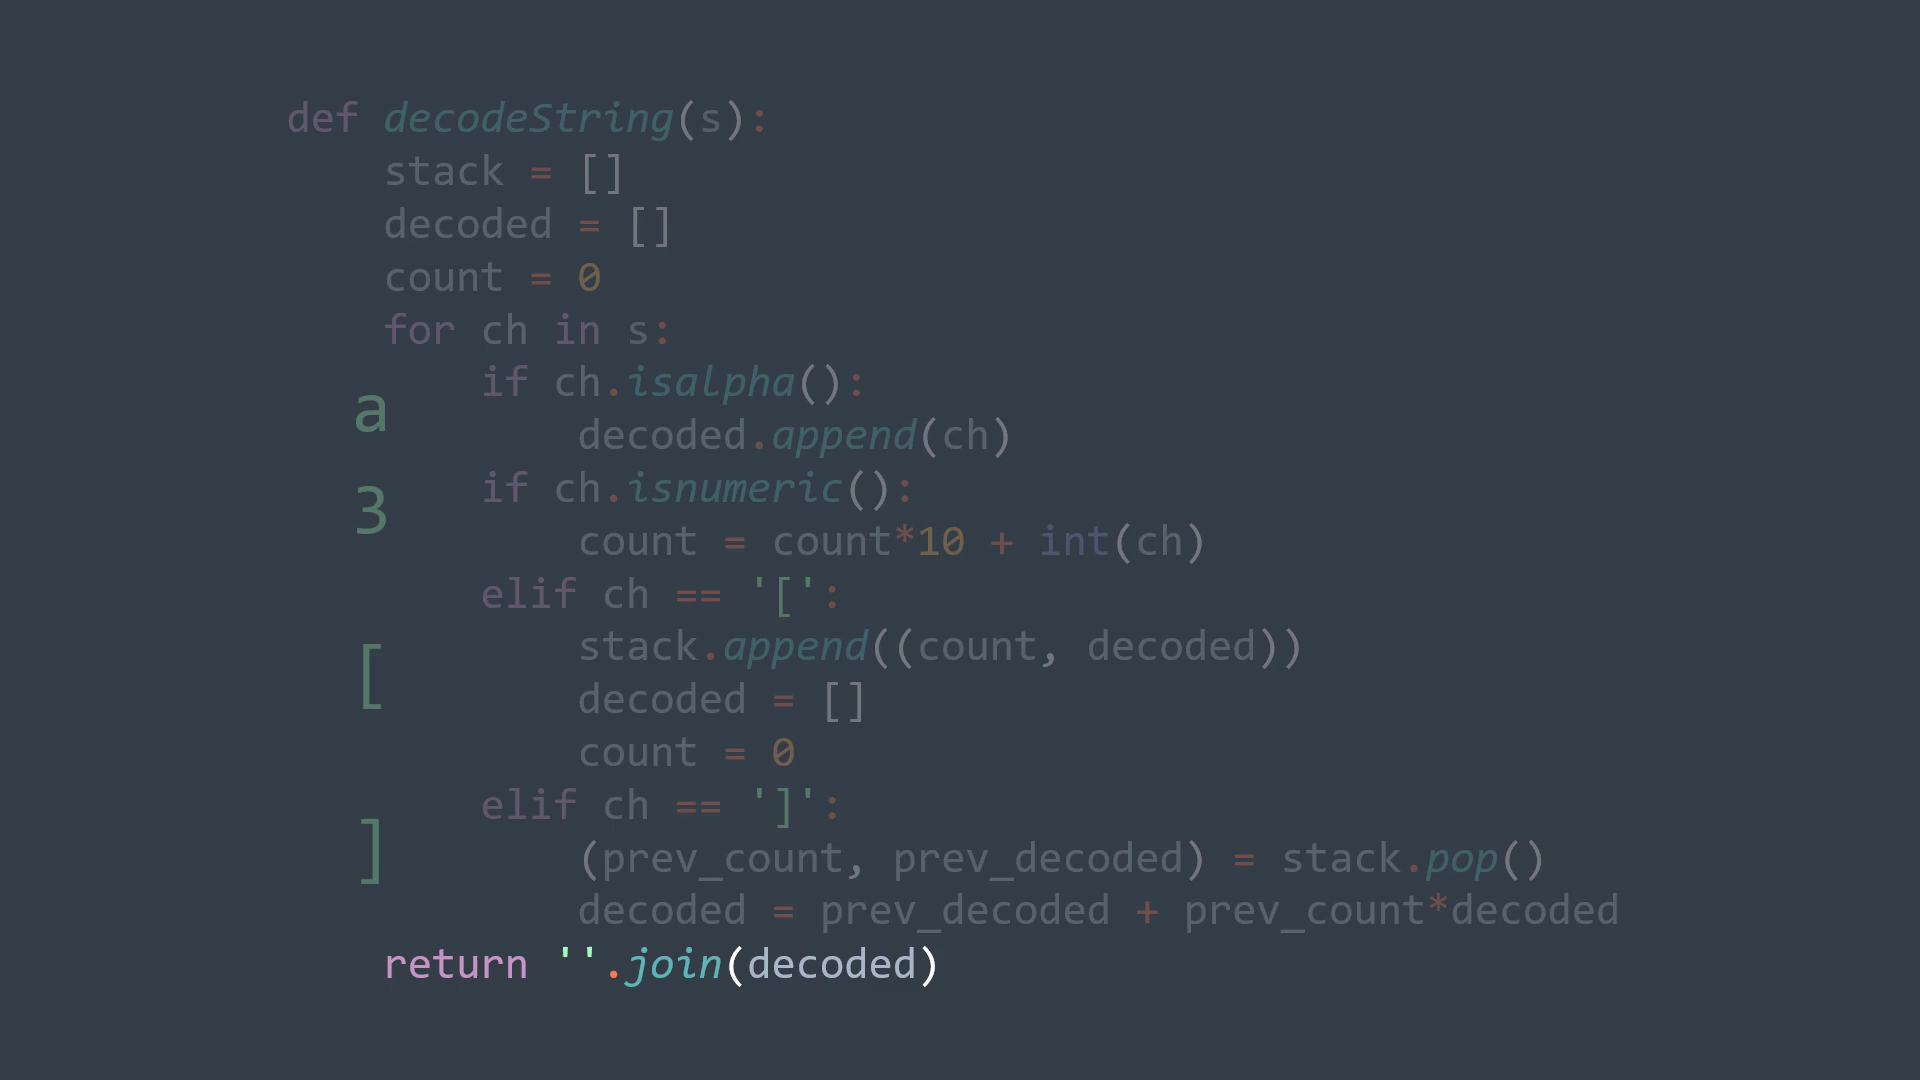 def decodeString(s):
    stack = []
    decoded = []
    count = 0
    for ch in s:
        if ch.isalpha():
a
            decoded.append(ch)
        if ch.isnumeric():
3
            count = count*10 + int(ch)
        elif ch == '[':
            stack.append((count, decoded))
[
            decoded = []
            count = 0
        elif ch == ']':
]
            (prev_count, prev_decoded) = stack.pop()
            decoded = prev_decoded + prev_count*decoded
    return ''.join(decoded)